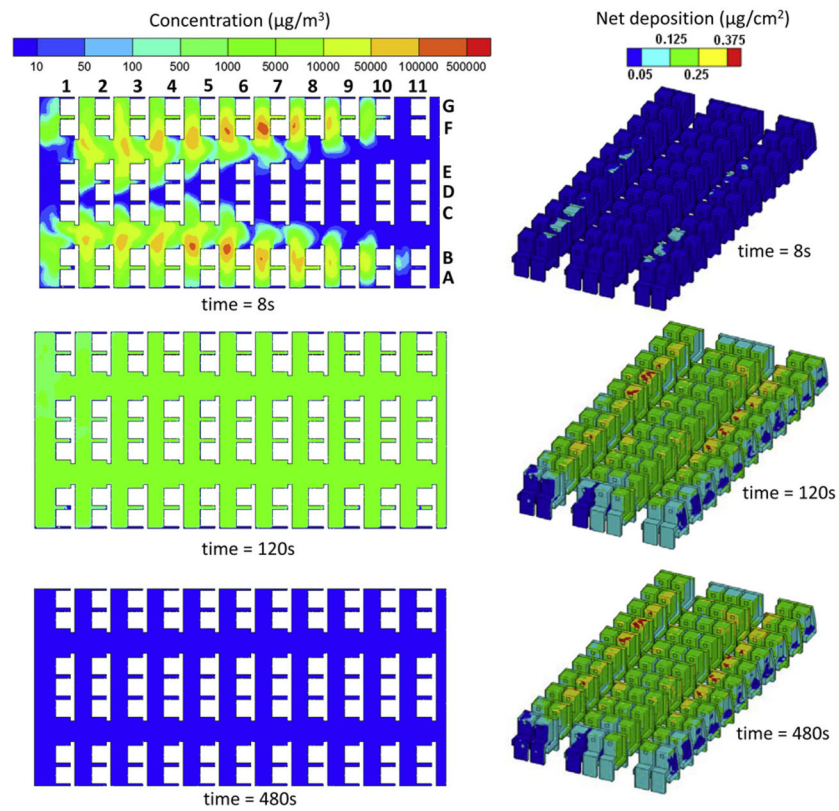 Concentration (µg/m³)
10 50 100 500 1000 5000 10000 50000 100000 500000
1 2 3 4 5 6 7 8 9 10 11
G
F
E
D
C
B
A
time = 8s
Net deposition (µg/cm²)
0.125 0.375
0.05 0.25
time = 8s
time = 120s
time = 120s
time = 480s
time = 480s